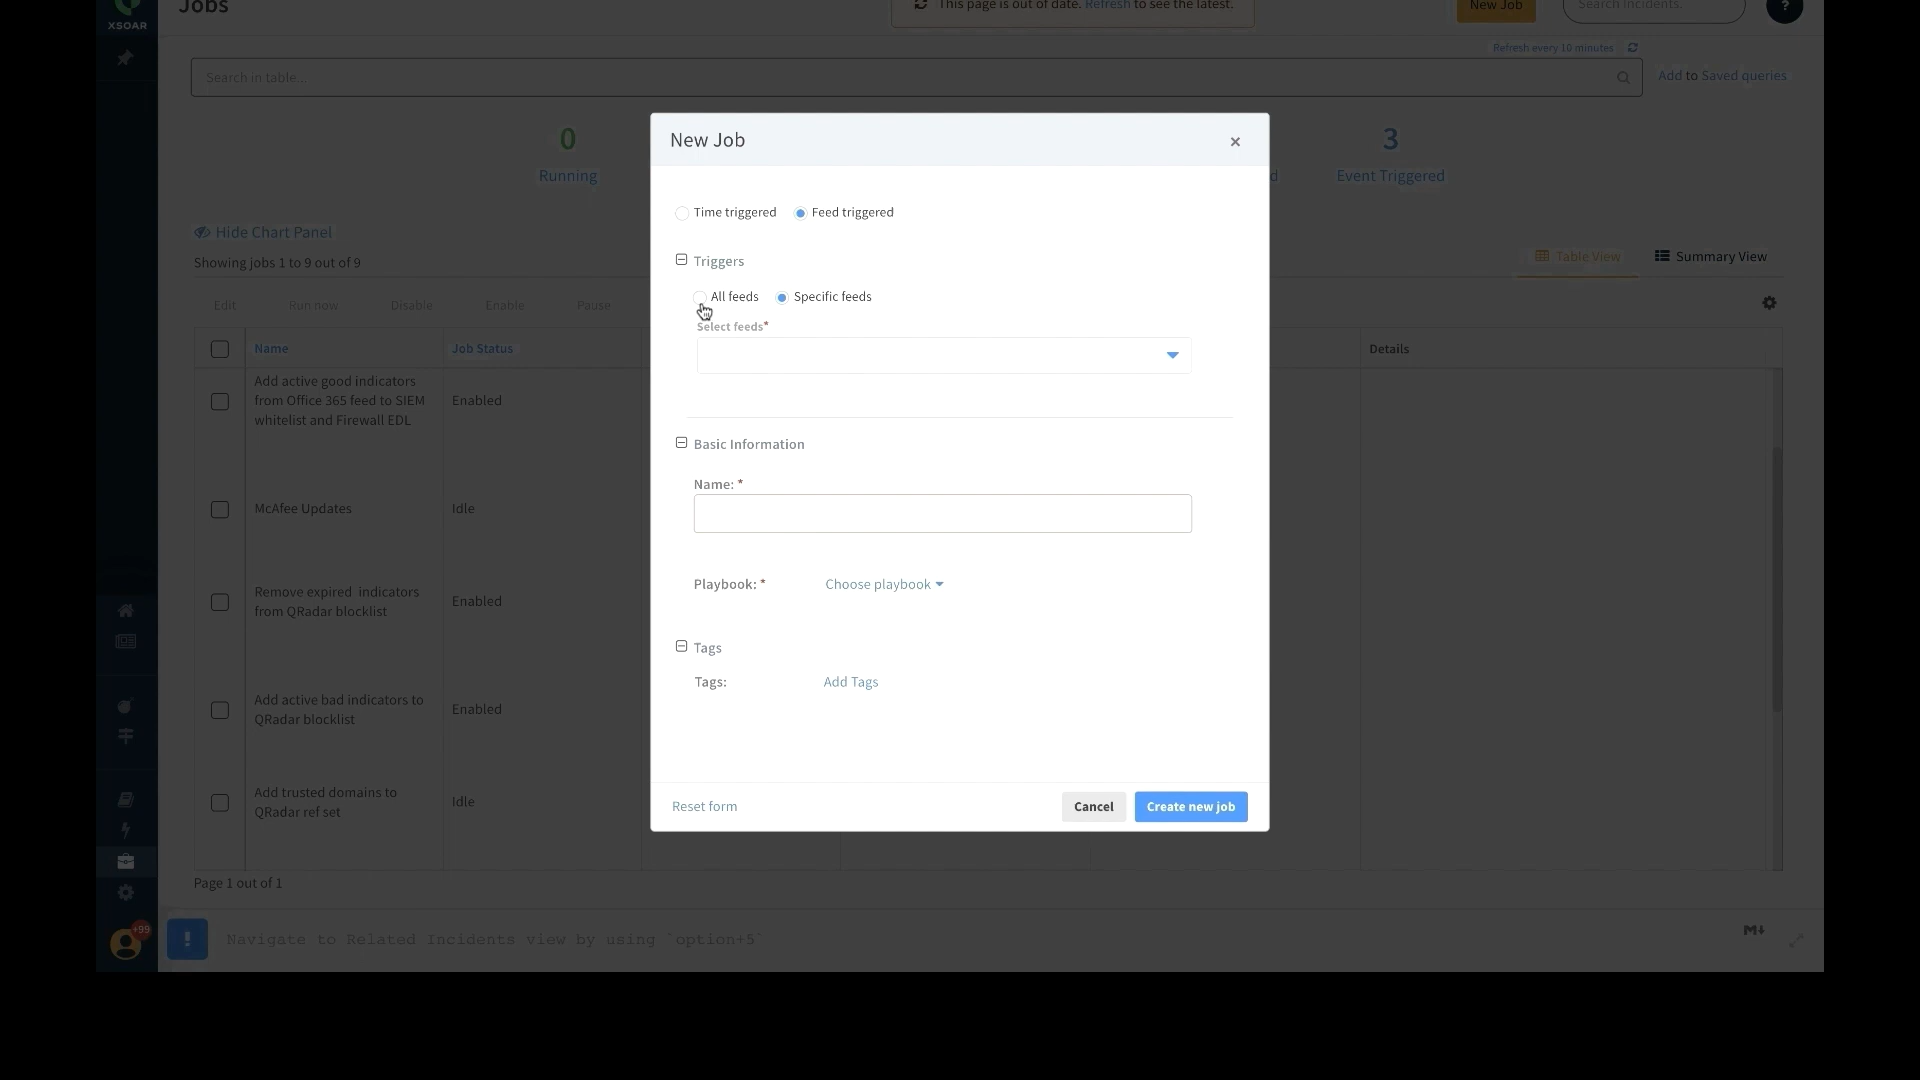 XSOAR
Jobs
This page is out of date. Refresh to see the latest.
New Job
Search Incidents.
?
Refresh every 10 minutes
Search in table...
Add to Saved queries
0
Running
d
3
Event Triggered
Hide Chart Panel
Showing jobs 1 to 9 out of 9
Table View
Summary View
Edit
Run now
Disable
Enable
Pause
Name
Job Status
Details
Add active good indicators
from Office 365 feed to SIEM
whitelist and Firewall EDL
Enabled
McAfee Updates
Idle
Remove expired indicators
from QRadar blocklist
Enabled
Add active bad indicators to
QRadar blocklist
Enabled
Add trusted domains to
QRadar ref set
Idle
Page 1 out of 1
+99
!
Navigate to Related Incidents view by using `option+5`
M↓
New Job
×
Time triggered
Feed triggered
Triggers
All feeds
Specific feeds
Select feeds*
Basic Information
Name: *
Playbook: *
Choose playbook
Tags
Tags:
Add Tags
Reset form
Cancel
Create new job